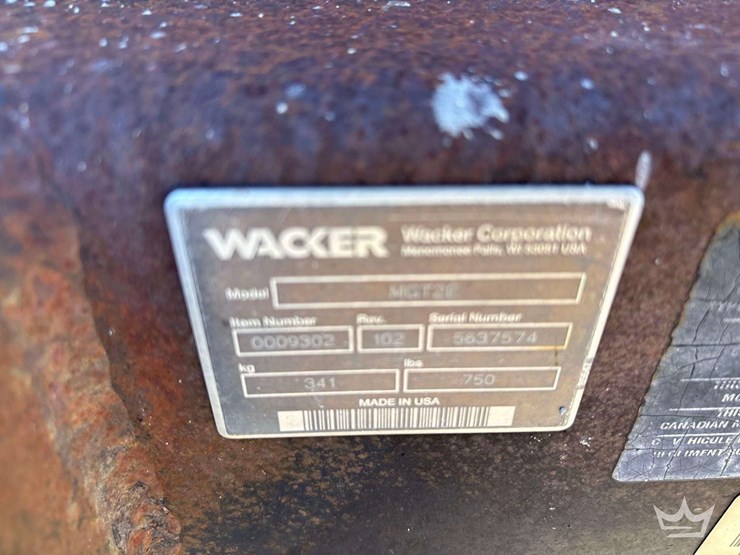 WACKER
Wacker Corporation
Menomonee Falls, WI 53051 USA
Model
Item Number Rev. Serial Number
0009302 102 5637574
kg lbs
341 750
MADE IN USA
CANADIAN